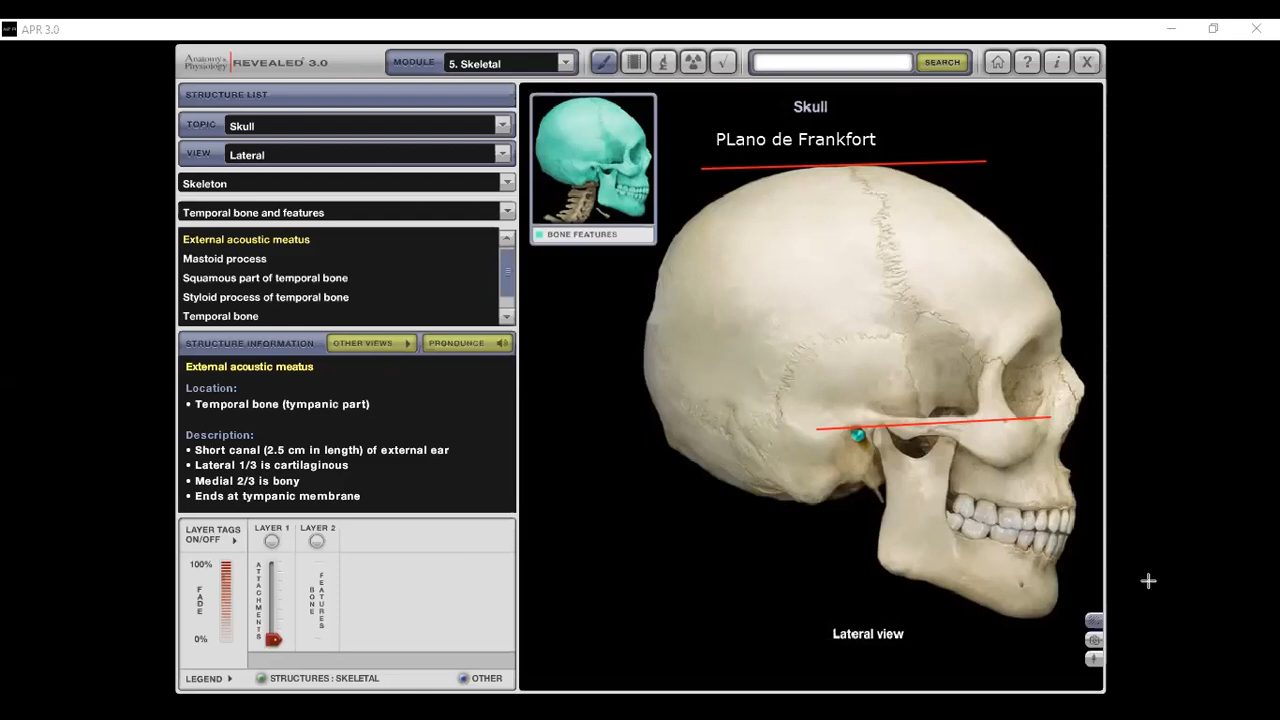 APR 3.0
Anatomy & Physiology REVEALED 3.0
MODULE 5. Skeletal
SEARCH
? i X
STRUCTURE LIST
TOPIC Skull
VIEW Lateral
Skeleton
Temporal bone and features
External acoustic meatus
Mastoid process
Squamous part of temporal bone
Styloid process of temporal bone
Temporal bone
STRUCTURE INFORMATION OTHER VIEWS PRONOUNCE
External acoustic meatus
Location:
• Temporal bone (tympanic part)
Description:
• Short canal (2.5 cm in length) of external ear
• Lateral 1/3 is cartilaginous
• Medial 2/3 is bony
• Ends at tympanic membrane
LAYER TAGS
ON/OFF
100%
FADE
0%
LAYER 1
ATTACHMENTS
LAYER 2
BONE FEATURES
LEGEND STRUCTURES : SKELETAL OTHER
BONE FEATURES
Skull
PLano de Frankfort
Lateral view